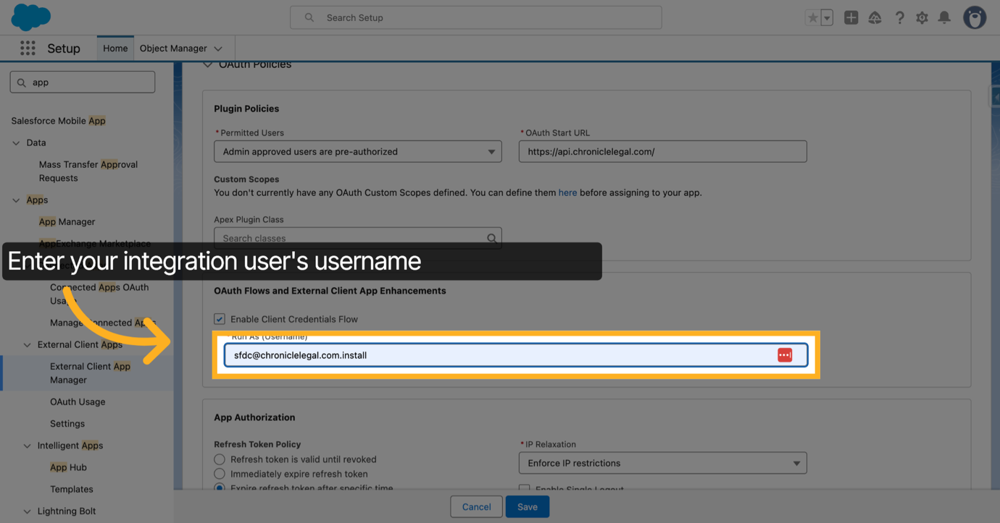 Search Setup
Setup
Home
Object Manager
app
Salesforce Mobile App
Data
Mass Transfer Approval
Requests
Apps
App Manager
AppExchange Marketplace
Connected Apps OAuth
Usage
Manage Connected Apps
External Client Apps
External Client App
Manager
OAuth Usage
Settings
Intelligent Apps
App Hub
Templates
Lightning Bolt
OAuth Policies
Plugin Policies
* Permitted Users
* OAuth Start URL
Admin approved users are pre-authorized
https://api.chroniclelegal.com/
Custom Scopes
You don't currently have any OAuth Custom Scopes defined. You can define them here before assigning to your app.
Apex Plugin Class
Search classes
Enter your integration user's username
OAuth Flows and External Client App Enhancements
Enable Client Credentials Flow
* Run As (Username)
sfdc@chroniclelegal.com.install
App Authorization
Refresh Token Policy
* IP Relaxation
Refresh token is valid until revoked
Enforce IP restrictions
Immediately expire refresh token
Expire refresh token after specific time
Enable Single Logout
Cancel
Save